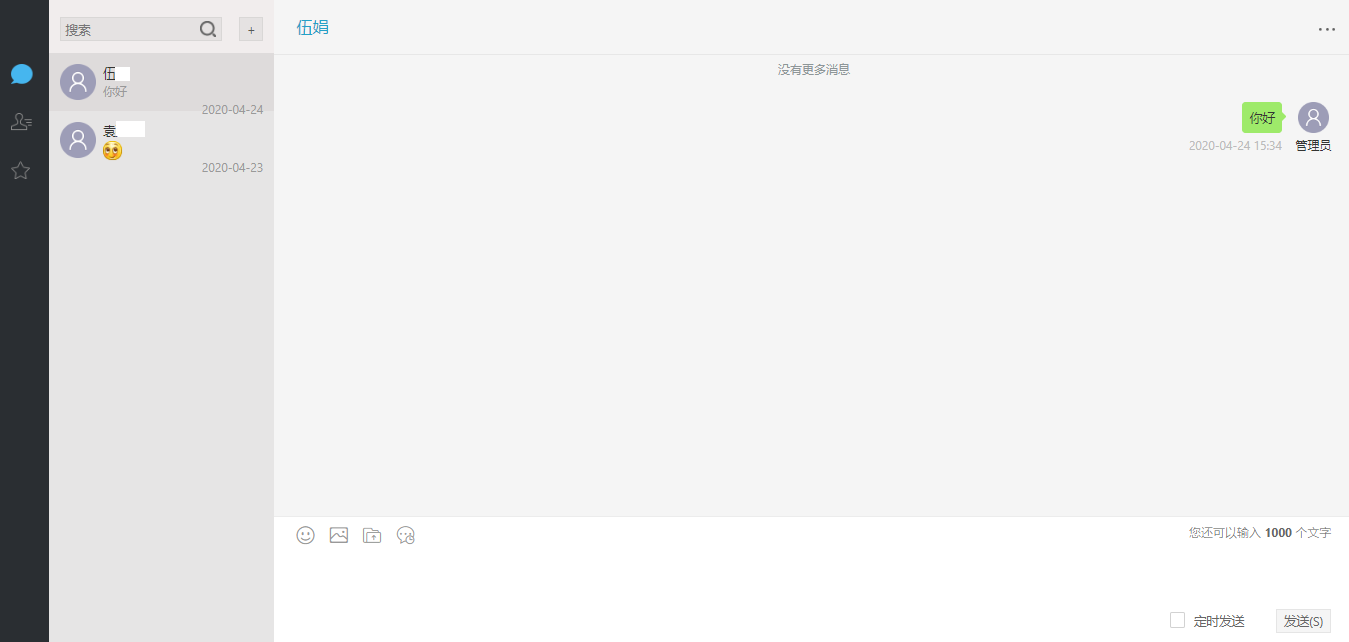 搜索
+
伍
你好
2020-04-24
袁
2020-04-23
伍娟
没有更多消息
你好
2020-04-24 15:34
管理员
您还可以输入 1000 个文字
定时发送
发送(S)